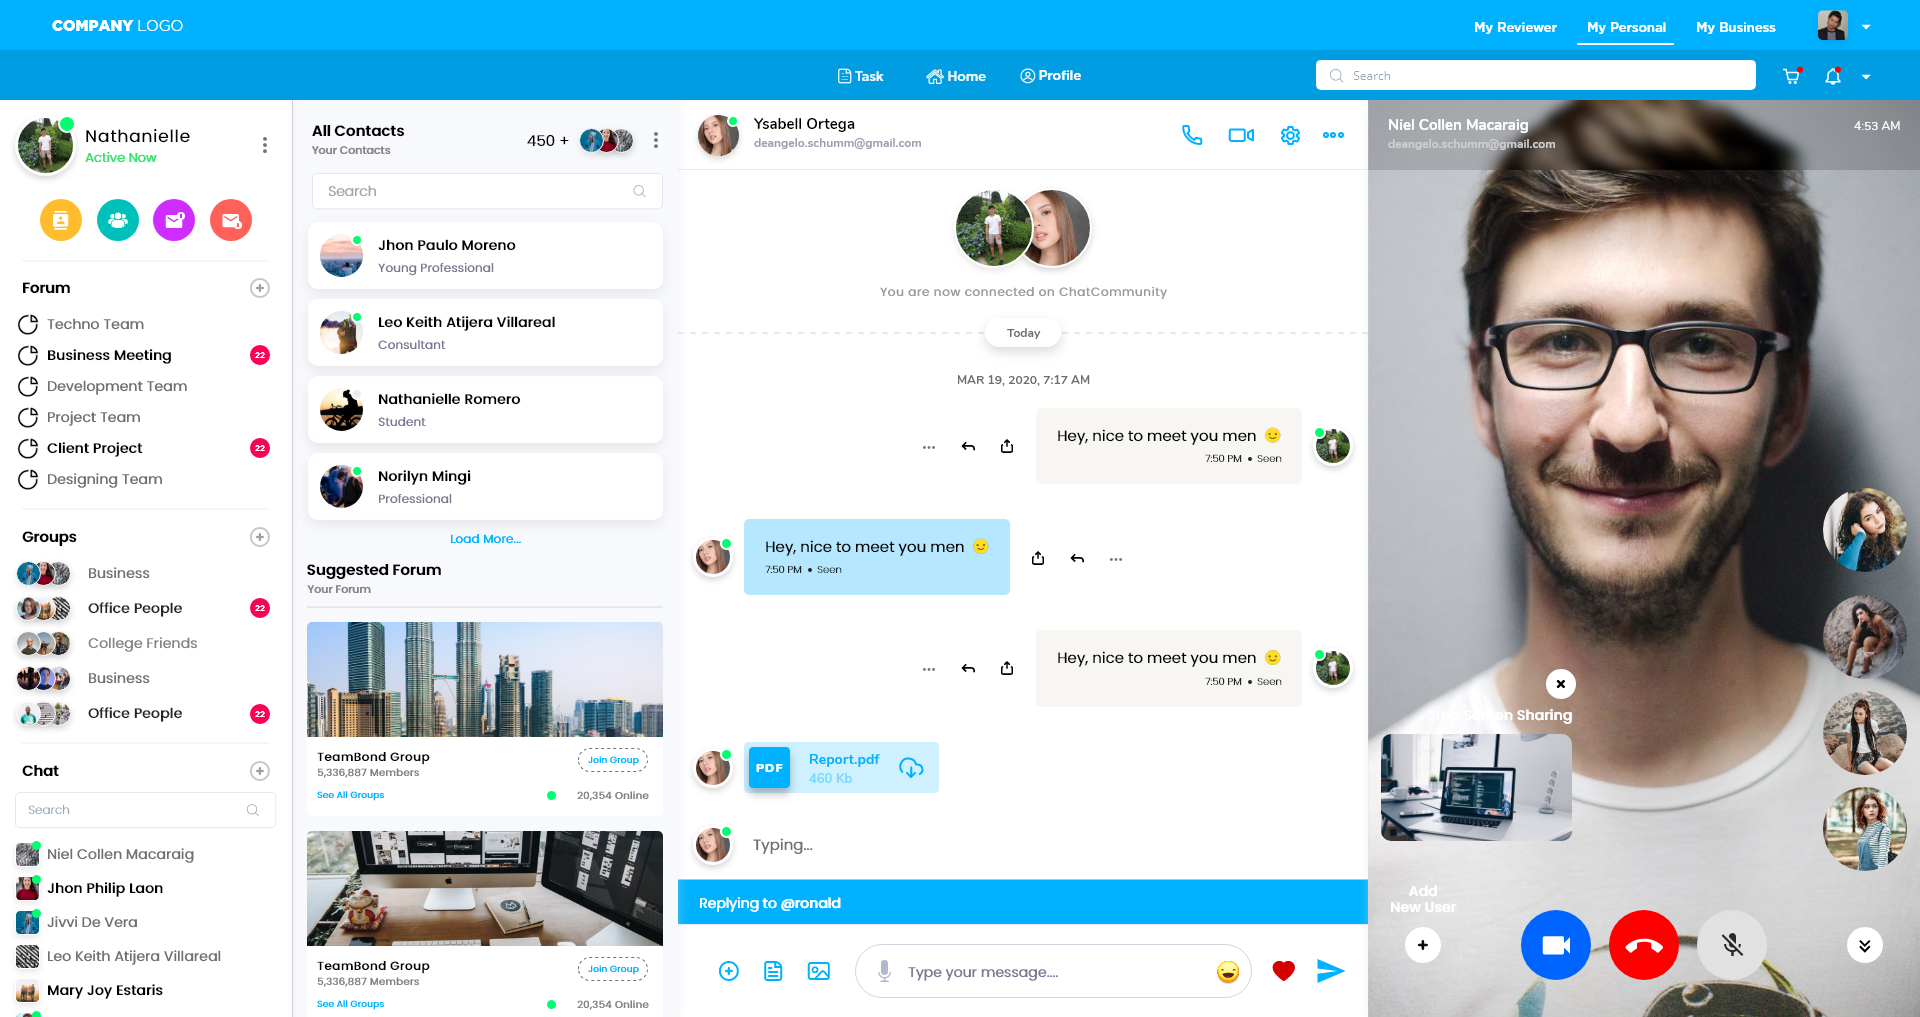 COMPANY LOGO
My Reviewer
My Personal
My Business
Task
Home
Profile
Search
Nathanielle
Active Now
Forum
Techno Team
Business Meeting
22
Development Team
Project Team
Client Project
22
Designing Team
Groups
Business
Office People
22
College Friends
Business
Office People
22
Chat
Search
Niel Collen Macaraig
Jhon Philip Laon
Jivvi De Vera
Leo Keith Atijera Villareal
Mary Joy Estaris
All Contacts
Your Contacts
450 +
Search
Jhon Paulo Moreno
Young Professional
Leo Keith Atijera Villareal
Consultant
Nathanielle Romero
Student
Norilyn Mingi
Professional
Load More...
Suggested Forum
Your Forum
TeamBond Group
5,336,887 Members
Join Group
See All Groups
20,354 Online
TeamBond Group
5,336,887 Members
Join Group
See All Groups
20,354 Online
Ysabell Ortega
deangelo.schumm@gmail.com
You are now connected on ChatCommunity
Today
MAR 19, 2020, 7:17 AM
Hey, nice to meet you men
7:50 PM • Seen
Hey, nice to meet you men
7:50 PM • Seen
Hey, nice to meet you men
7:50 PM • Seen
PDF
Report.pdf
460 Kb
Typing...
Replying to @ronald
Type your message....
Niel Collen Macaraig
deangelo.schumm@gmail.com
4:53 AM
Stop Screen Sharing
Add
New User